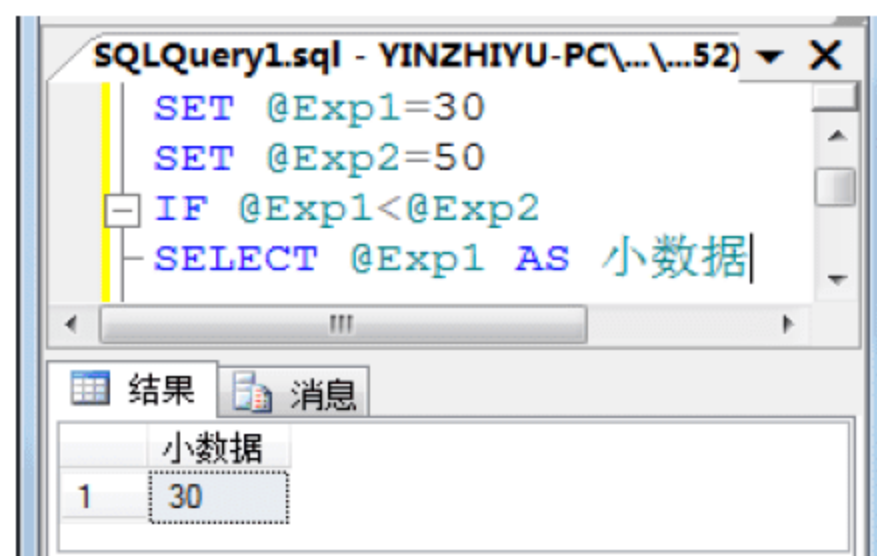 SQLQuery1.sql - YINZHIYU-PC\...\...52)
SET @Exp1=30
SET @Exp2=50
IF @Exp1<@Exp2
SELECT @Exp1 AS 小数据
结果 消息
小数据
1 30